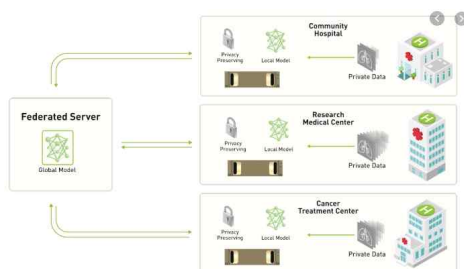 Federated Server
Global Model
Community
Hospital
Privacy
Preserving
Local Model
Private Data
H
Research
Medical Center
Privacy
Preserving
Local Model
Private Data
H
Cancer
Treatment Center
Privacy
Preserving
Local Model
Private Data
H